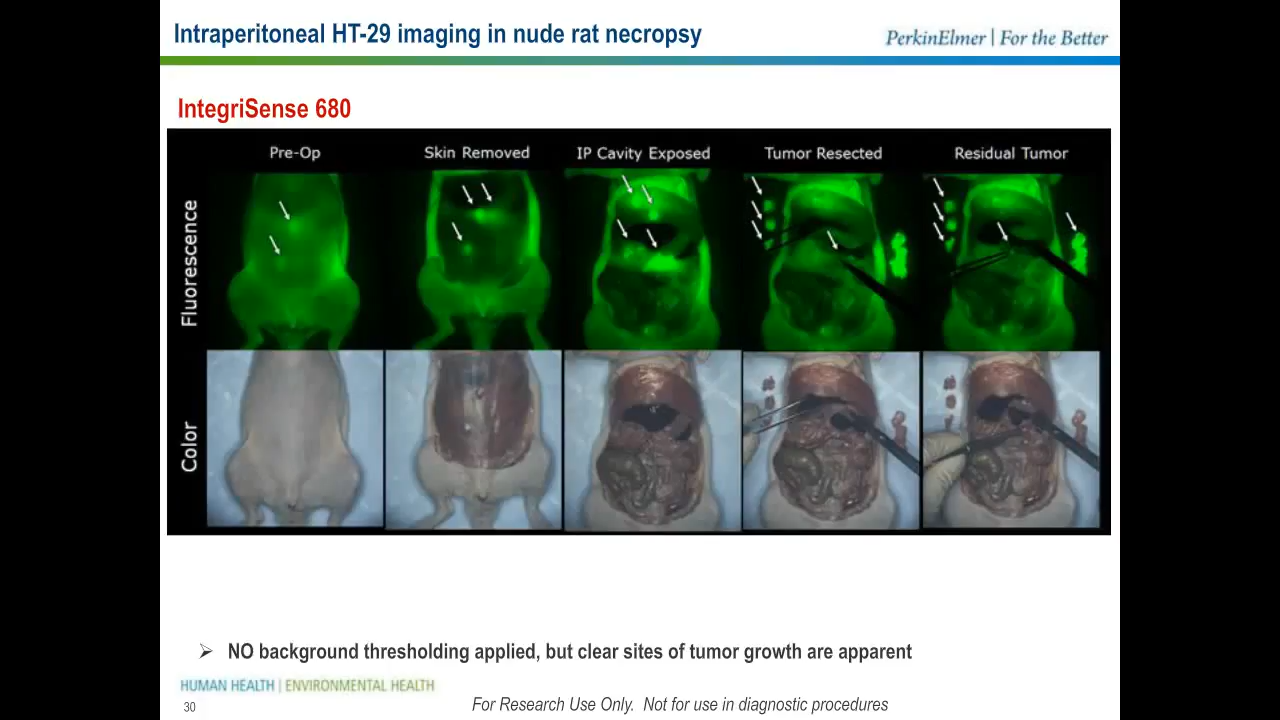 Intraperitoneal HT-29 imaging in nude rat necropsy
PerkinElmer | For the Better
IntegriSense 680
Pre-Op
Skin Removed
IP Cavity Exposed
Tumor Resected
Residual Tumor
Fluorescence
Color
➢ NO background thresholding applied, but clear sites of tumor growth are apparent
HUMAN HEALTH | ENVIRONMENTAL HEALTH
30
For Research Use Only. Not for use in diagnostic procedures